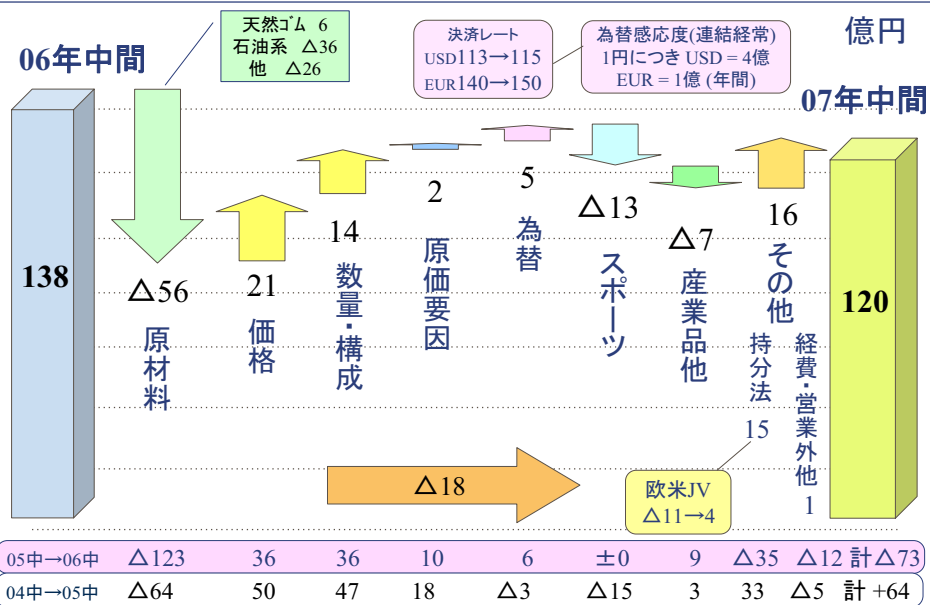 天然ゴム 6
石油系 △36
他 △26
決済レート
USD113→115
EUR140→150
為替感応度(連結経常)
1円につき USD = 4億
EUR = 1億 (年間)
億円
06年中間
07年中間
138
△56
原材料
21
価格
14
数量・構成
2
原価要因
5
為替
△13
スポーツ
△7
産業品他
16
その他
持分法
15
経費・営業外他
1
120
△18
欧米JV
△11→4
05中→06中 △123 36 36 10 6 ±0 9 △35 △12 計△73
04中→05中 △64 50 47 18 △3 △15 3 33 △5 計 +64